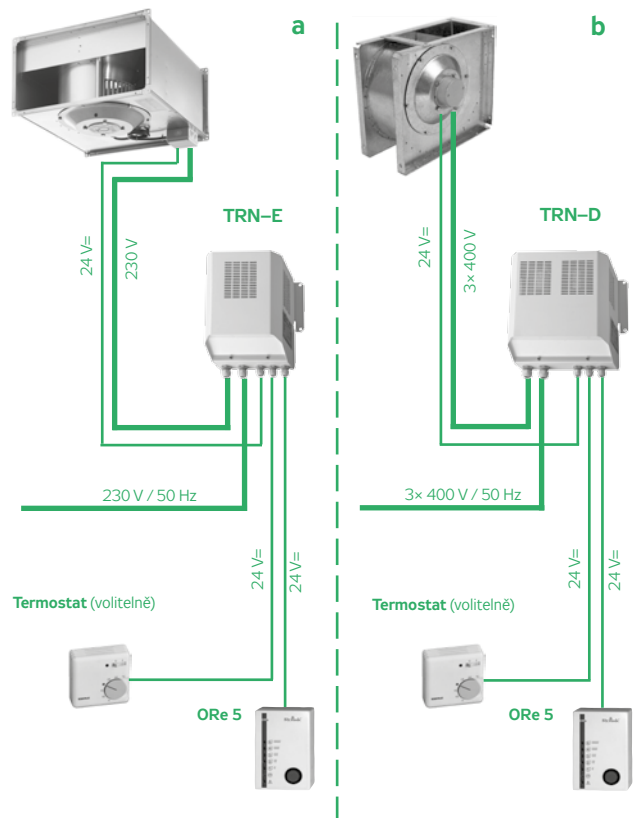 a
TRN–E
24 V=
230 V
230 V / 50 Hz
24 V=
24 V=
Termostat (volitelně)
ORe 5
b
TRN–D
24 V=
3× 400 V
3× 400 V / 50 Hz
24 V=
24 V=
Termostat (volitelně)
ORe 5